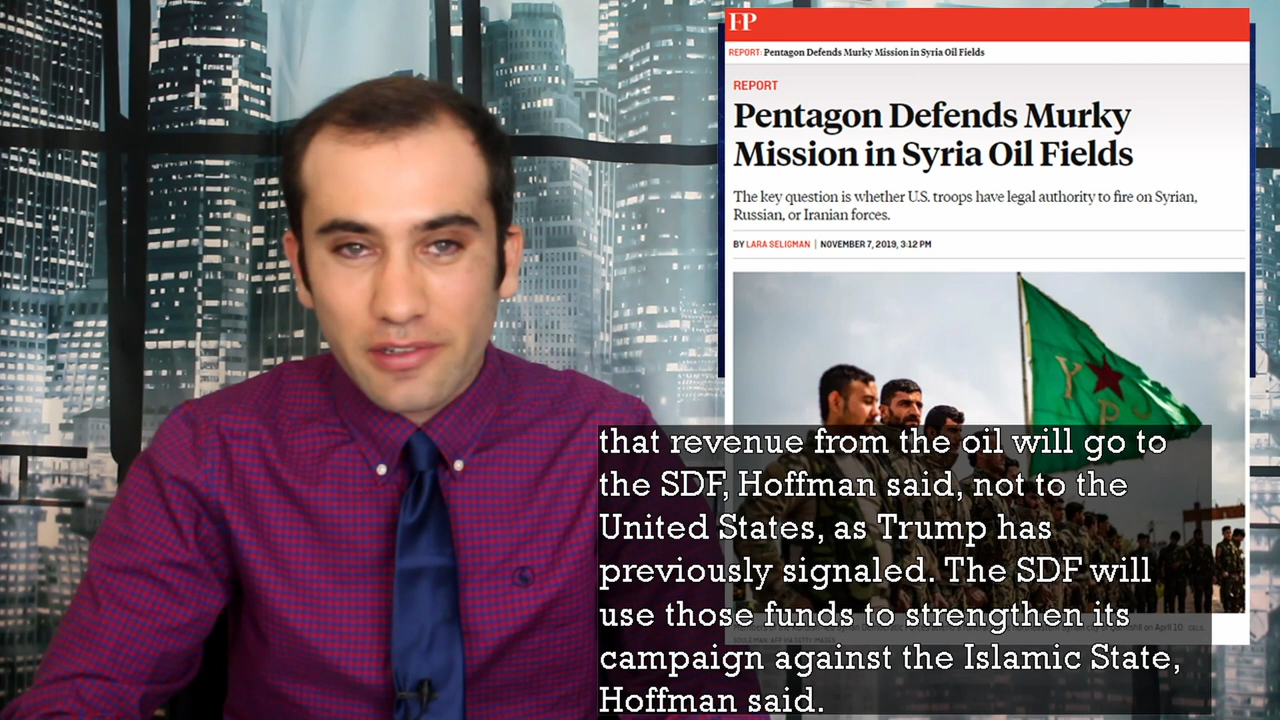 FP
REPORT: Pentagon Defends Murky Mission in Syria Oil Fields
REPORT
Pentagon Defends Murky
Mission in Syria Oil Fields
The key question is whether U.S. troops have legal authority to fire on Syrian,
Russian, or Iranian forces.
BY LARA SELIGMAN | NOVEMBER 7, 2019, 3:12 PM
Y
P
J
that revenue from the oil will go to
the SDF, Hoffman said, not to the
United States, as Trump has
previously signaled. The SDF will
use those funds to strengthen its
on April 10.
campaign against the Islamic State,
Hoffman said.